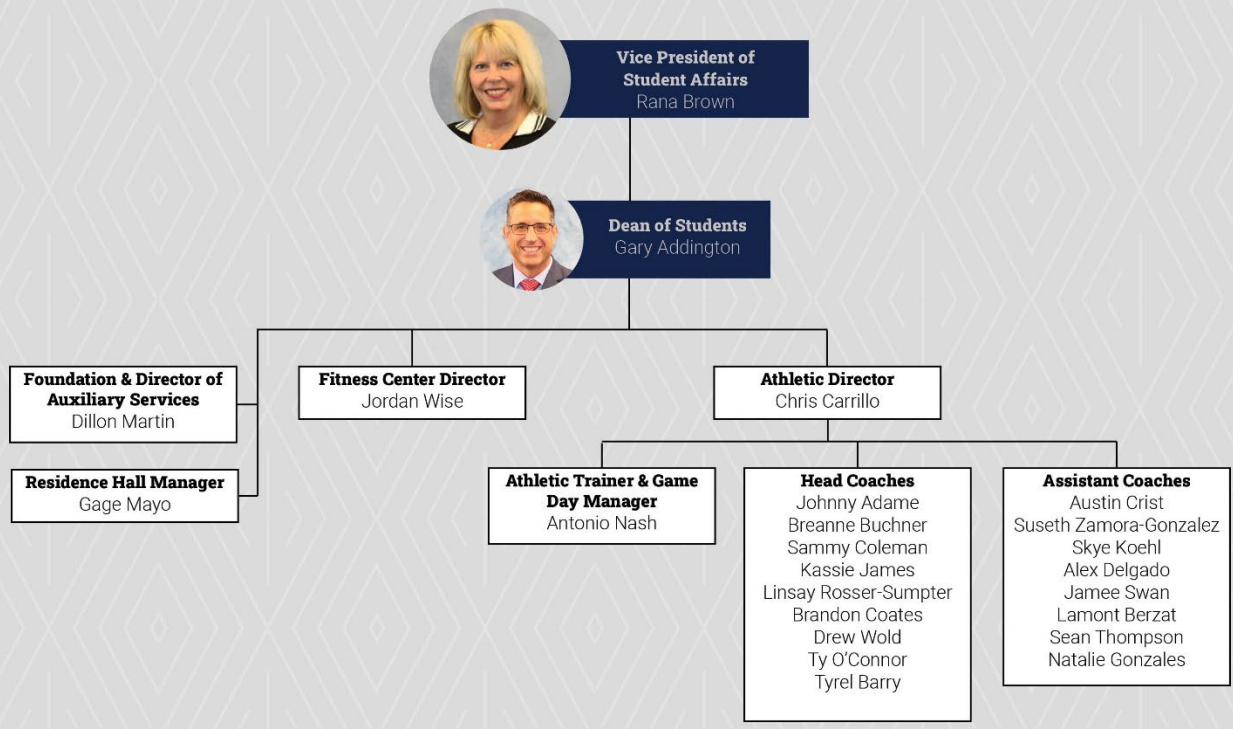 Vice President of
Student Affairs
Rana Brown
Dean of Students
Gary Addington
Foundation & Director of
Auxiliary Services
Dillon Martin
Fitness Center Director
Jordan Wise
Athletic Director
Chris Carrillo
Residence Hall Manager
Gage Mayo
Athletic Trainer & Game
Day Manager
Antonio Nash
Head Coaches
Johnny Adame
Breanne Buchner
Sammy Coleman
Kassie James
Linsay Rosser-Sumpter
Brandon Coates
Drew Wold
Ty O’Connor
Tyrel Barry
Assistant Coaches
Austin Crist
Suseth Zamora-Gonzalez
Skye Koehl
Alex Delgado
Jamee Swan
Lamont Berzat
Sean Thompson
Natalie Gonzales